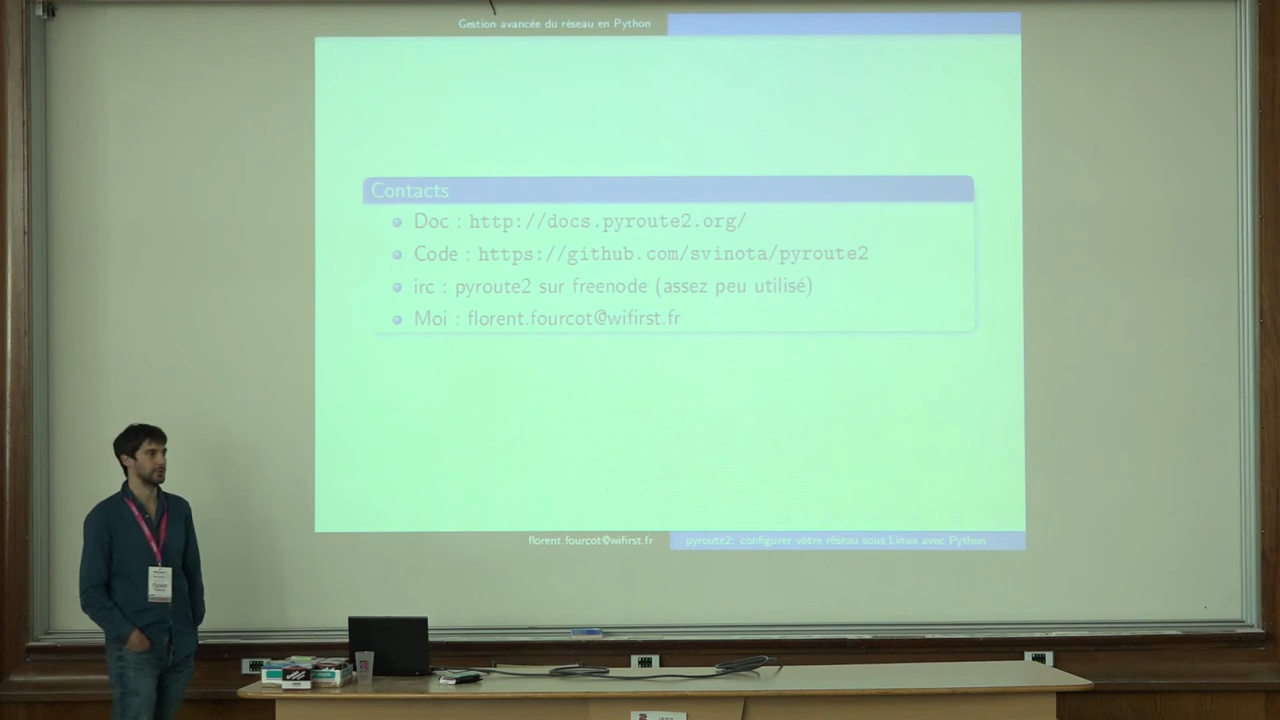 Gestion avancée du réseau en Python
Contacts
Doc : http://docs.pyroute2.org/
Code : https://github.com/svinota/pyroute2
irc : pyroute2 sur freenode (assez peu utilisé)
Moi : florent.fourcot@wifirst.fr
florent.fourcot@wifirst.fr
pyroute2: configurer votre réseau sous Linux avec Python